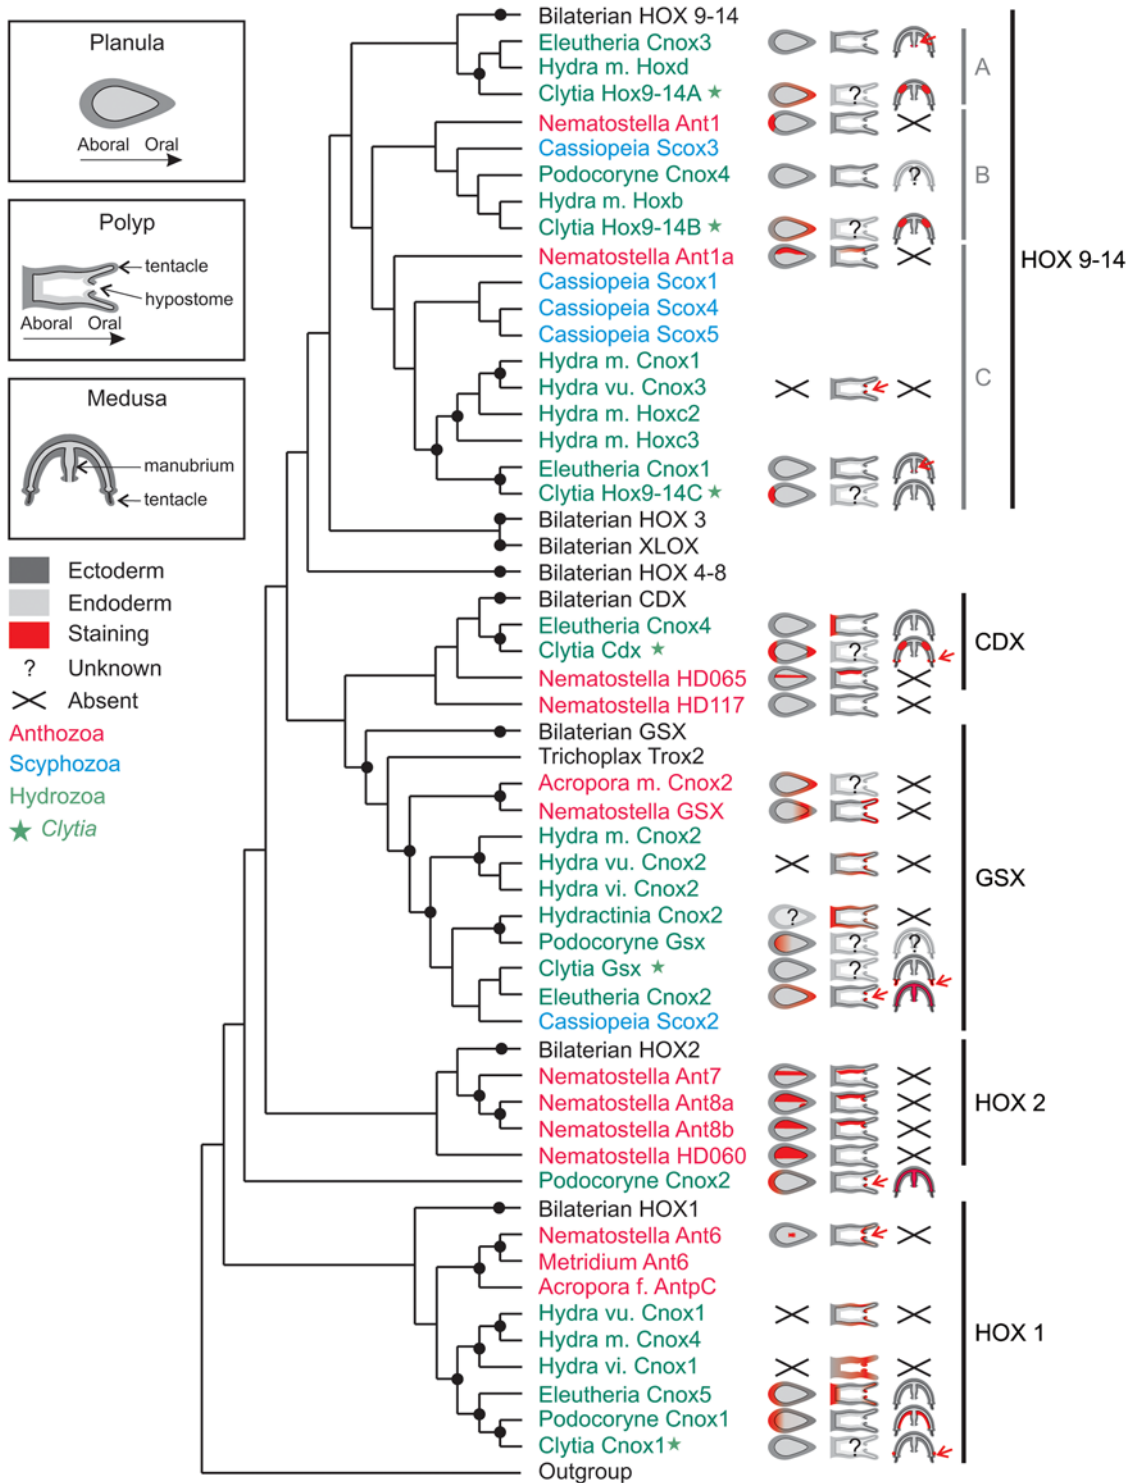 Planula
Aboral Oral
Polyp
tentacle
hypostome
Aboral Oral
Medusa
manubrium
tentacle
Ectoderm
Endoderm
Staining
? Unknown
Absent
Anthozoa
Scyphozoa
Hydrozoa
★ Clytia
Bilaterian HOX 9-14
Eleutheria Cnox3
Hydra m. Hoxd
Clytia Hox9-14A ★
?
Nematostella Ant1
Cassiopeia Scox3
Podocoryne Cnox4
?
Hydra m. Hoxb
Clytia Hox9-14B ★
?
Nematostella Ant1a
Cassiopeia Scox1
Cassiopeia Scox4
Cassiopeia Scox5
Hydra m. Cnox1
Hydra vu. Cnox3
Hydra m. Hoxc2
Hydra m. Hoxc3
Eleutheria Cnox1
Clytia Hox9-14C ★
?
Bilaterian HOX 3
Bilaterian XLOX
Bilaterian HOX 4-8
Bilaterian CDX
Eleutheria Cnox4
Clytia Cdx ★
?
Nematostella HD065
Nematostella HD117
Bilaterian GSX
Trichoplax Trox2
Acropora m. Cnox2
?
Nematostella GSX
Hydra m. Cnox2
Hydra vu. Cnox2
Hydra vi. Cnox2
Hydractinia Cnox2
?
Podocoryne Gsx
? ?
Clytia Gsx ★
?
Eleutheria Cnox2
Cassiopeia Scox2
Bilaterian HOX2
Nematostella Ant7
Nematostella Ant8a
Nematostella Ant8b
Nematostella HD060
Podocoryne Cnox2
Bilaterian HOX1
Nematostella Ant6
Metridium Ant6
Acropora f. AntpC
Hydra vu. Cnox1
Hydra m. Cnox4
Hydra vi. Cnox1
Eleutheria Cnox5
Podocoryne Cnox1
Clytia Cnox1★
?
Outgroup
A
B
C
HOX 9-14
CDX
GSX
HOX 2
HOX 1